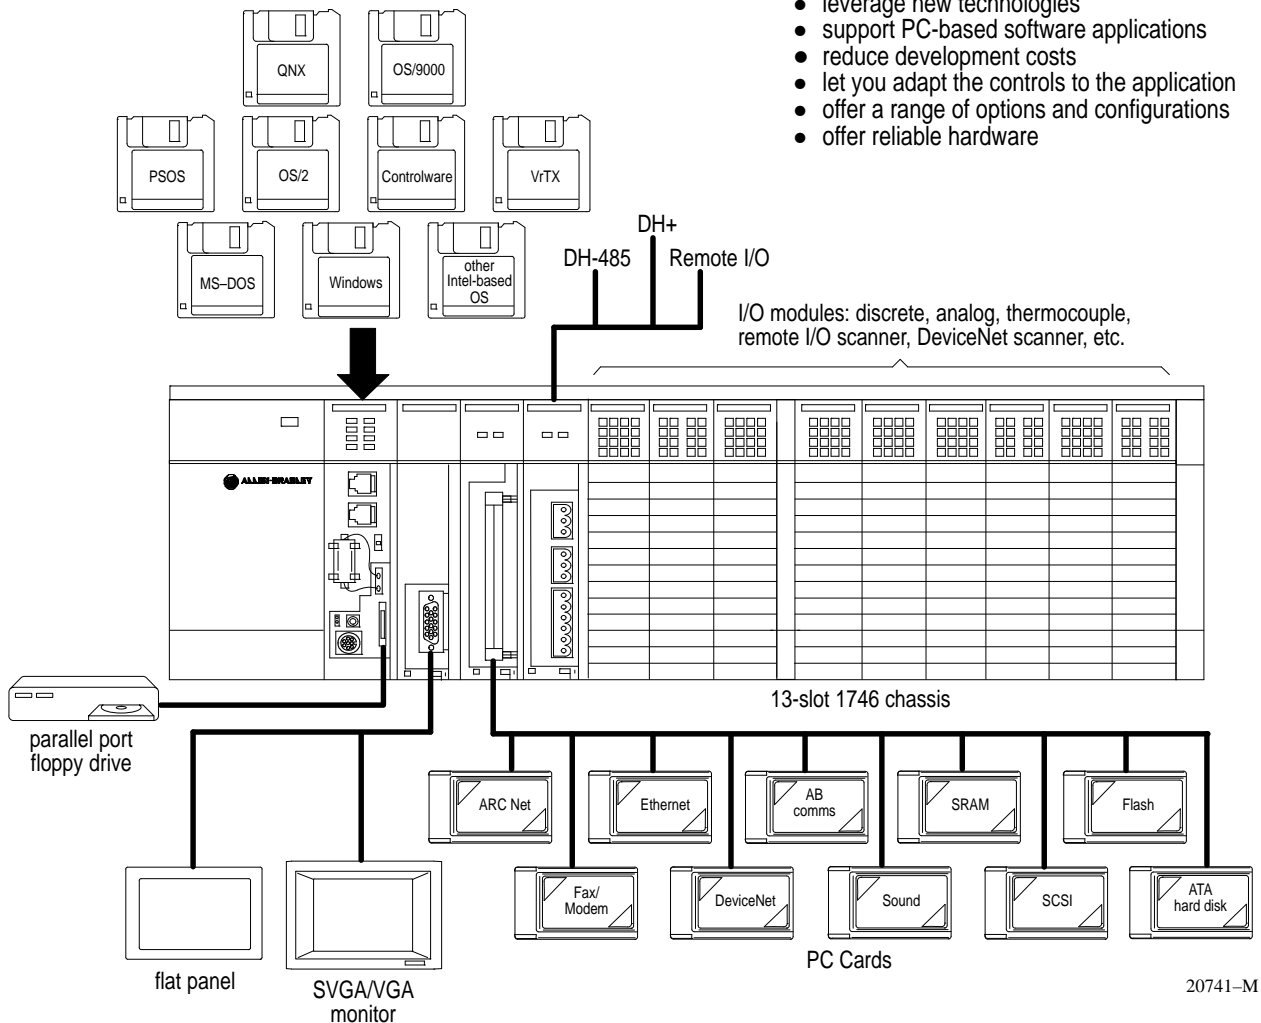 ● leverage new technologies
● support PC-based software applications
● reduce development costs
● let you adapt the controls to the application
● offer a range of options and configurations
● offer reliable hardware
QNX
OS/9000
PSOS
OS/2
Controlware
VrTX
MS–DOS
Windows
other
Intel-based
OS
DH+
DH-485
Remote I/O
I/O modules: discrete, analog, thermocouple,
remote I/O scanner, DeviceNet scanner, etc.
ALLEN-BRADLEY
13-slot 1746 chassis
parallel port
floppy drive
ARC Net
Ethernet
AB
comms
SRAM
Flash
Fax/
Modem
DeviceNet
Sound
SCSI
ATA
hard disk
PC Cards
flat panel
SVGA/VGA
monitor
20741–M